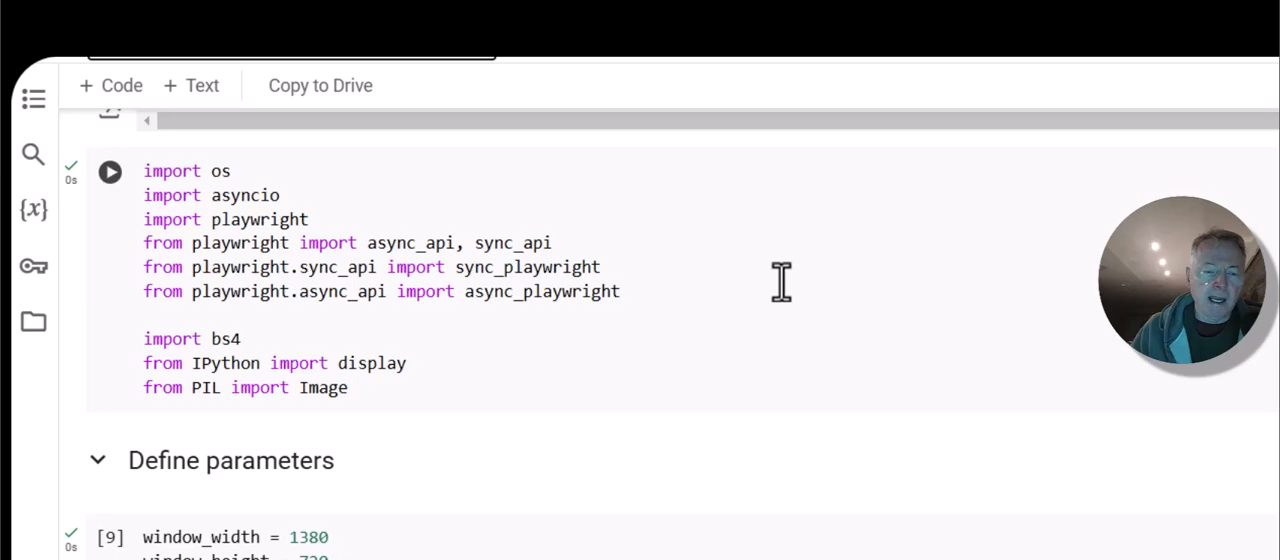 + Code + Text Copy to Drive
0s
import os
import asyncio
import playwright
from playwright import async_api, sync_api
from playwright.sync_api import sync_playwright
from playwright.async_api import async_playwright
import bs4
from IPython import display
from PIL import Image
Define parameters
0s
[9] window_width = 1380
window_height = 720